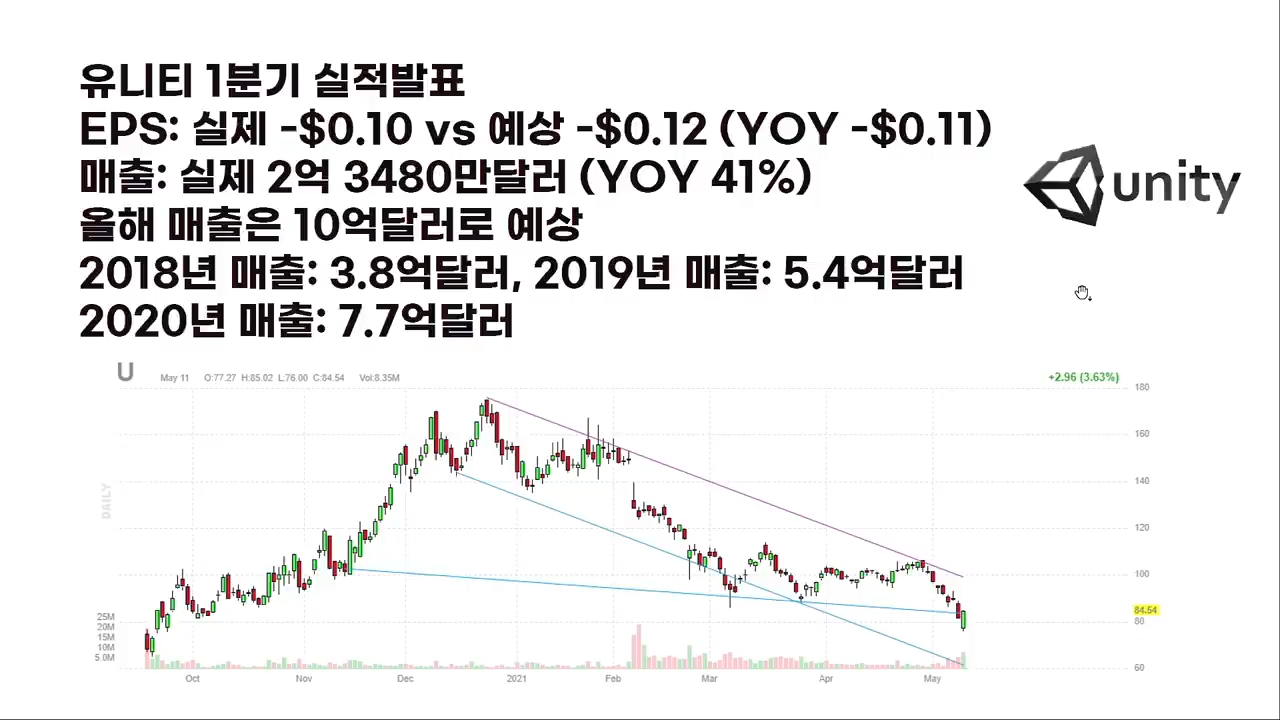 유니티 1분기 실적발표
EPS: 실제 -$0.10 vs 예상 -$0.12 (YOY -$0.11)
매출: 실제 2억 3480만달러 (YOY 41%)
unity
올해 매출은 10억달러로 예상
2018년 매출: 3.8억달러, 2019년 매출: 5.4억달러
2020년 매출: 7.7억달러
U May 11 O:77.27 H:85.02 L:76.00 C:84.54 Vol:8.35M +2.96 (3.63%)
180
160
140
DAILY
120
100
84.54
25M 80
20M
15M
10M
5.0M
60
Oct Nov Dec 2021 Feb Mar Apr May